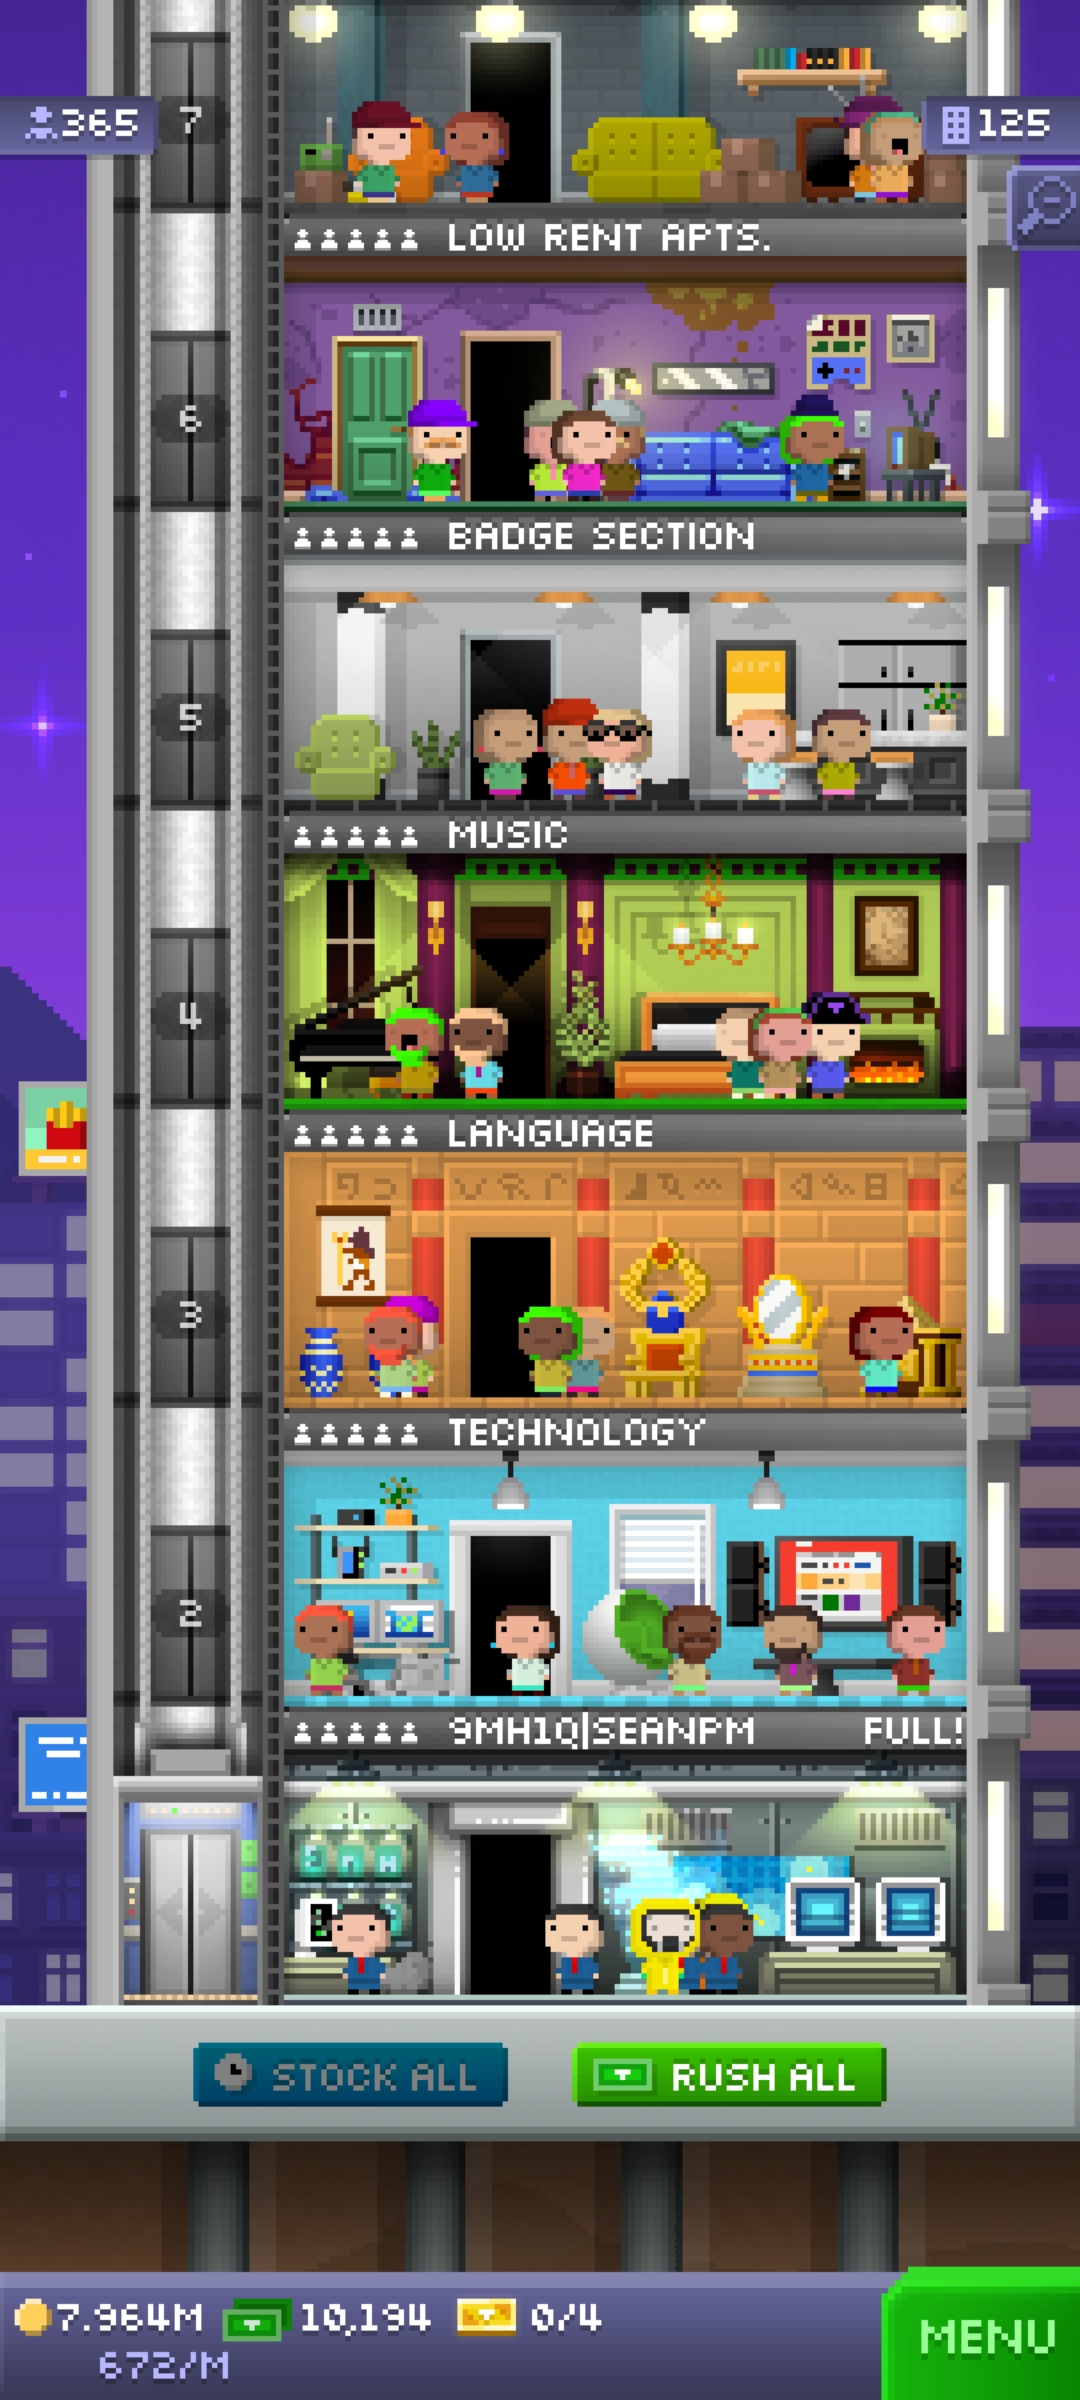 365
7
125
LOW RENT APTS.
6
BADGE SECTION
5
MUSIC
4
LANGUAGE
3
TECHNOLOGY
2
9MH1Q|SEANPM FULL!
STOCK ALL
RUSH ALL
7.964M 10,194 0/4
672/M
MENU